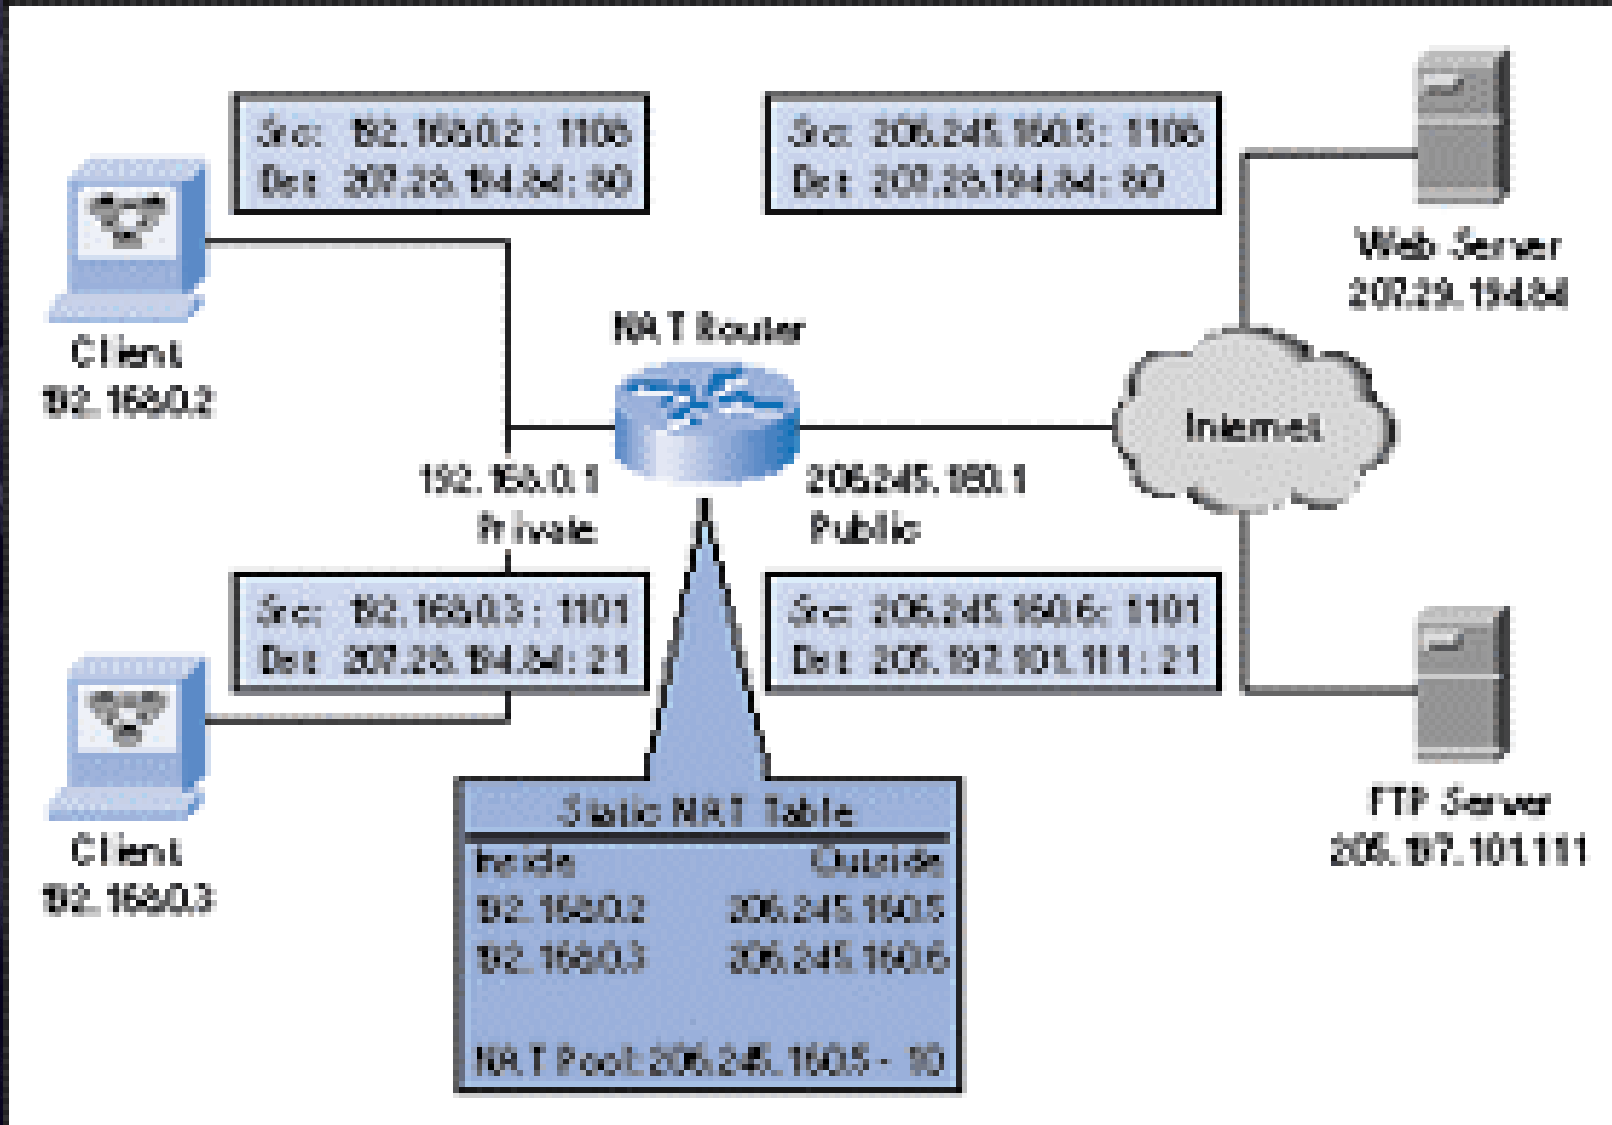 Src: 192.168.0.2: 1108
Dst: 207.28.194.84: 80
Src: 206.245.160.5: 1108
Dst: 207.28.194.84: 80
Client
192.168.0.2
Web Server
207.29.194.84
NAT Router
Internet
192.168.0.1
Private
206.245.160.1
Public
Src: 192.168.0.3: 1101
Dst: 207.28.194.84: 21
Src: 206.245.160.6: 1101
Dst: 205.197.101.111: 21
Client
192.168.0.3
FTP Server
205.197.101.111
Static NAT Table
Inside Outside
192.168.0.2 206.245.160.5
192.168.0.3 206.245.160.6
NAT Pool: 206.245.160.5 - 10